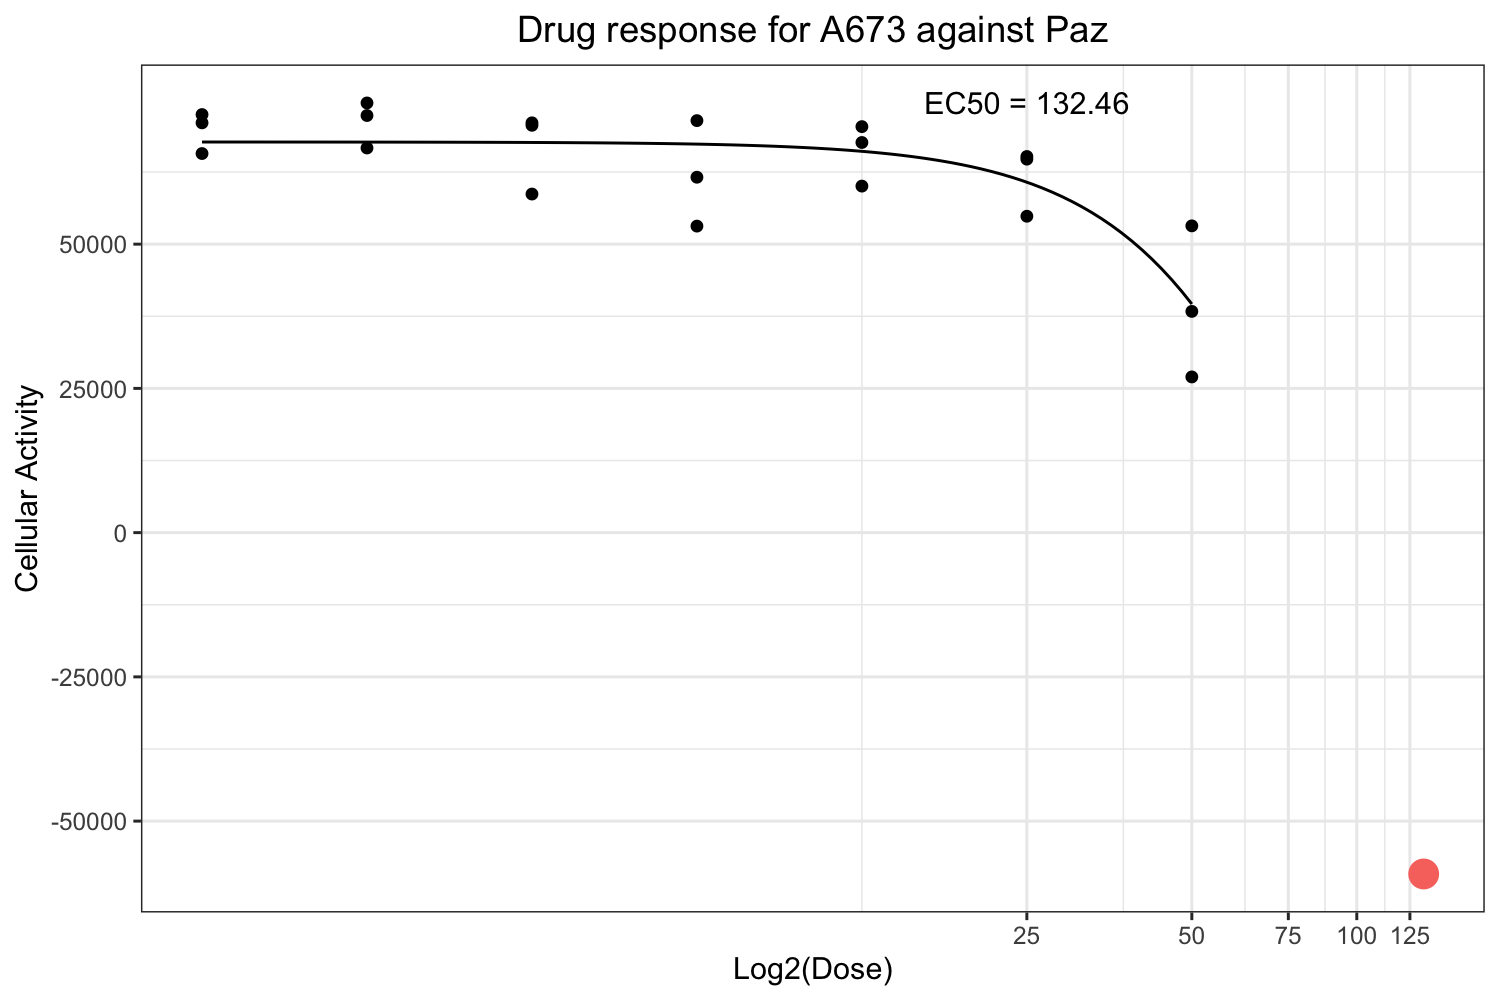 Drug response for A673 against Paz
EC50 = 132.46
Cellular Activity
50000
25000
0
-25000
-50000
25 50 75 100 125
Log2(Dose)